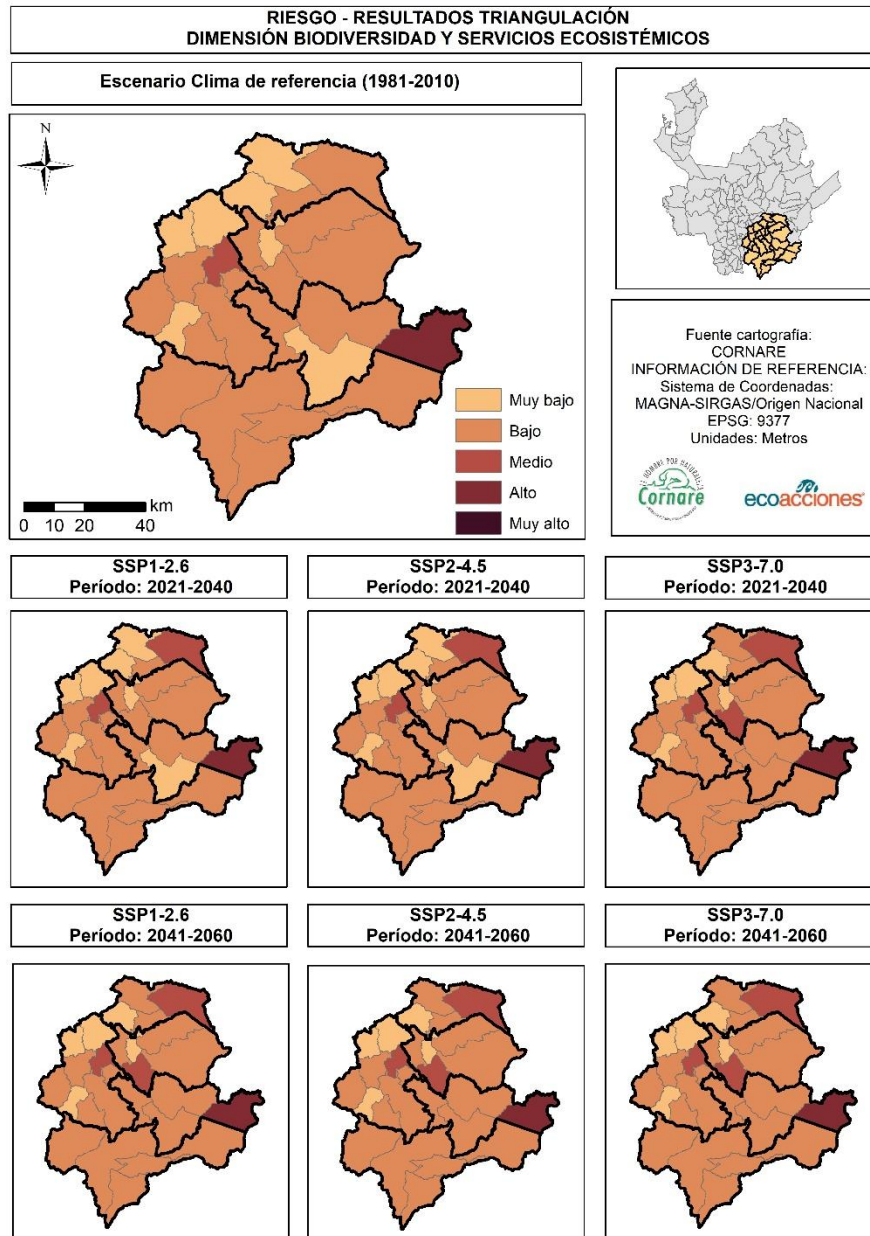 RIESGO - RESULTADOS TRIANGULACIÓN
DIMENSIÓN BIODIVERSIDAD Y SERVICIOS ECOSISTÉMICOS
Escenario Clima de referencia (1981-2010)
N
Muy bajo
Bajo
Medio
Alto
Muy alto
km
0 10 20 40
Fuente cartografía:
CORNARE
INFORMACIÓN DE REFERENCIA:
Sistema de Coordenadas:
MAGNA-SIRGAS/Origen Nacional
EPSG: 9377
Unidades: Metros
Cornare
ecoacciones
SSP1-2.6
Período: 2021-2040
SSP2-4.5
Período: 2021-2040
SSP3-7.0
Período: 2021-2040
SSP1-2.6
Período: 2041-2060
SSP2-4.5
Período: 2041-2060
SSP3-7.0
Período: 2041-2060